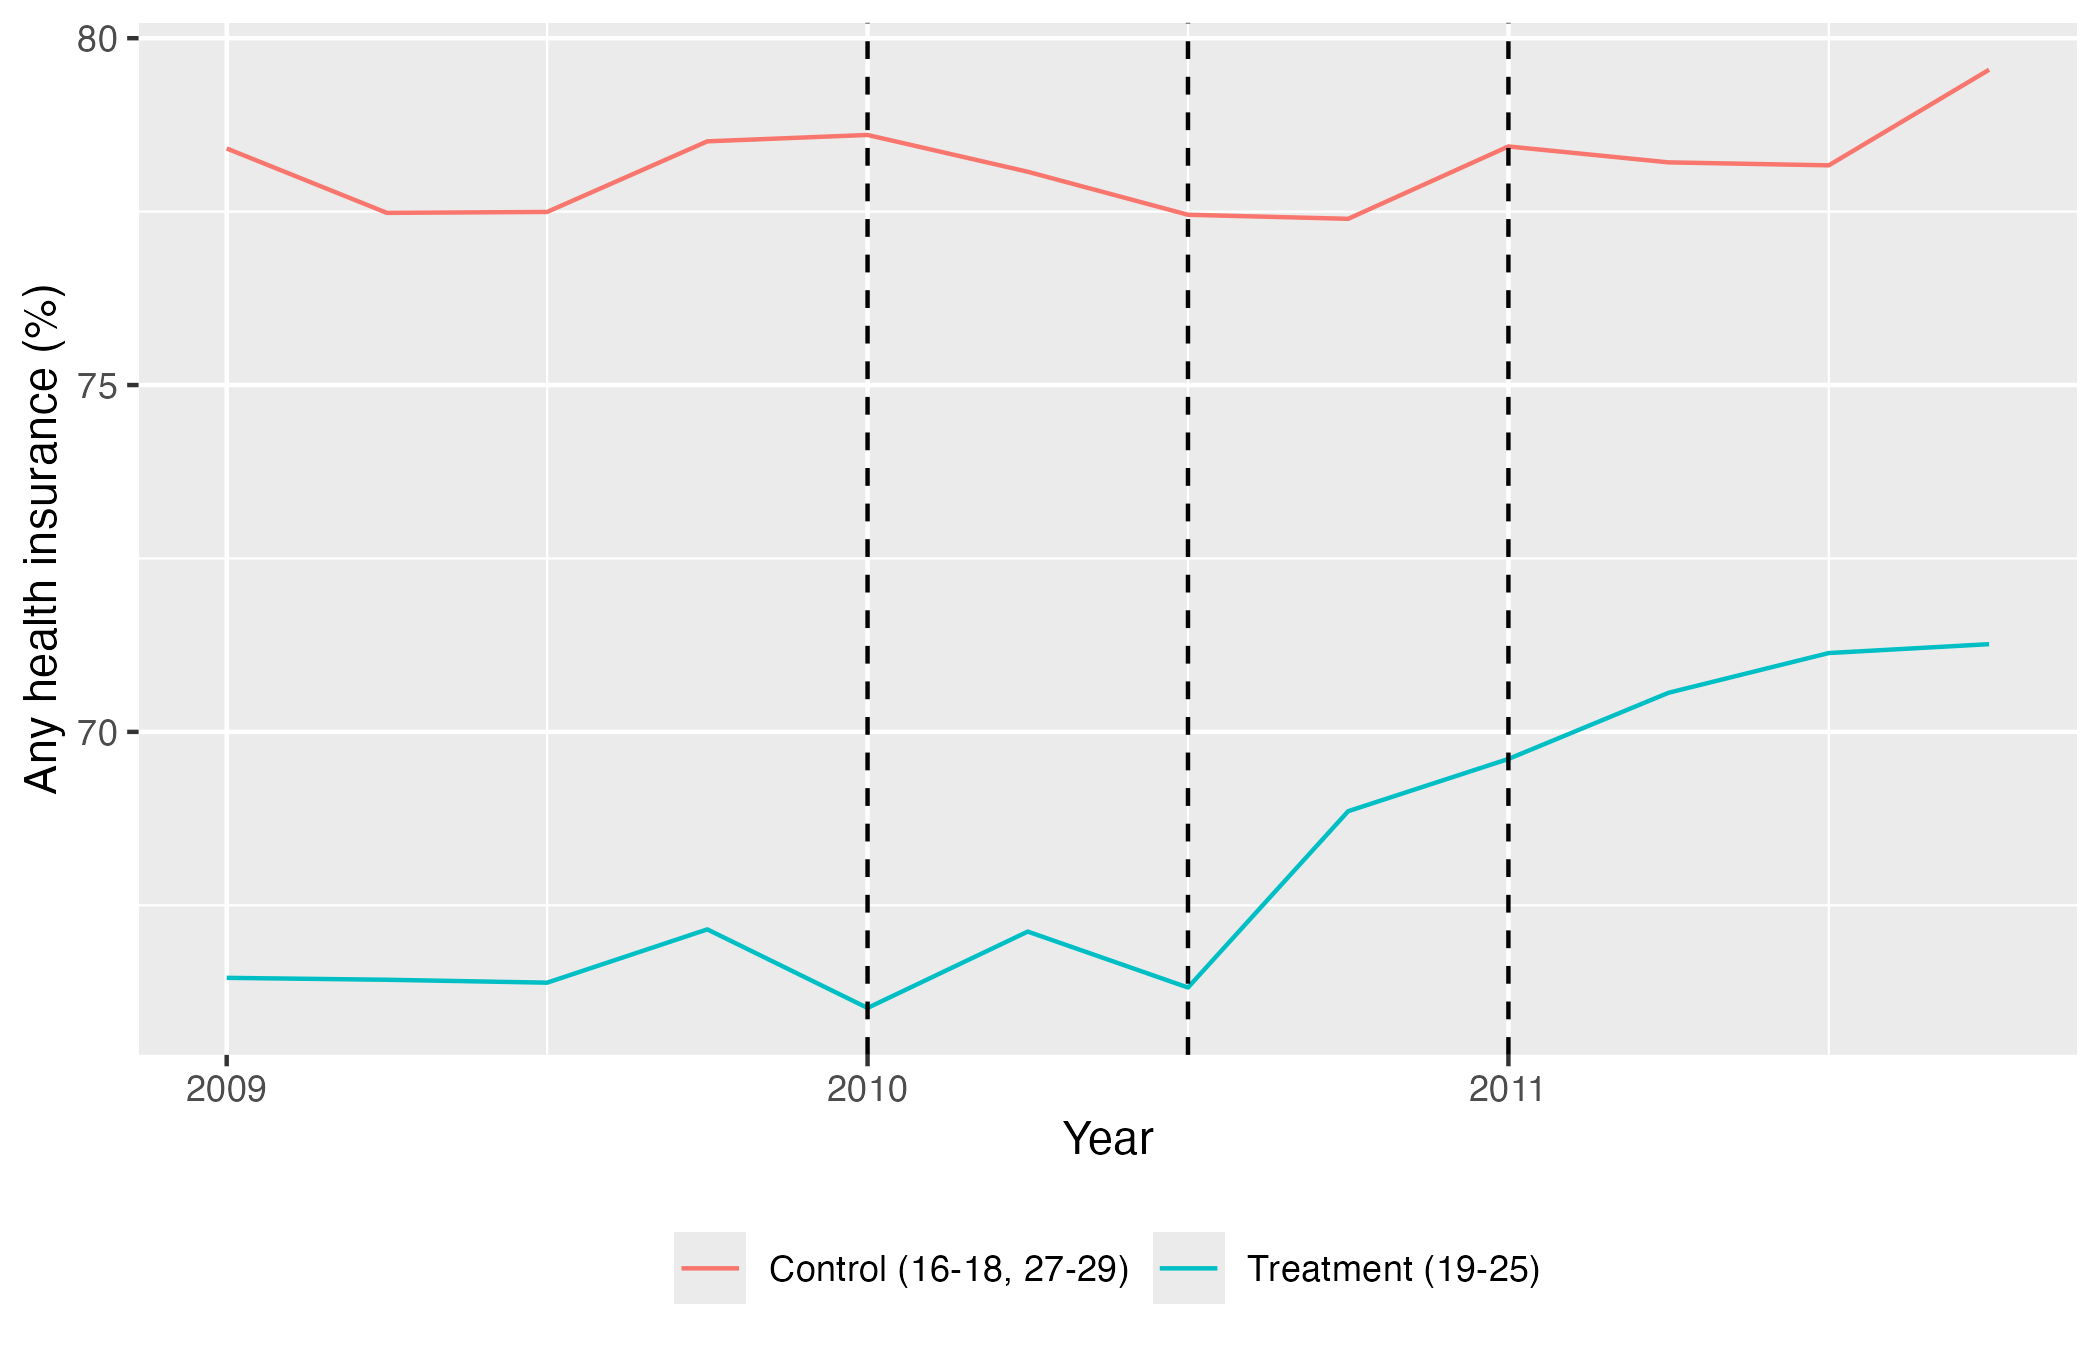 Any health insurance (%)
80
75
70
2009 2010 2011
Year
Control (16-18, 27-29) Treatment (19-25)